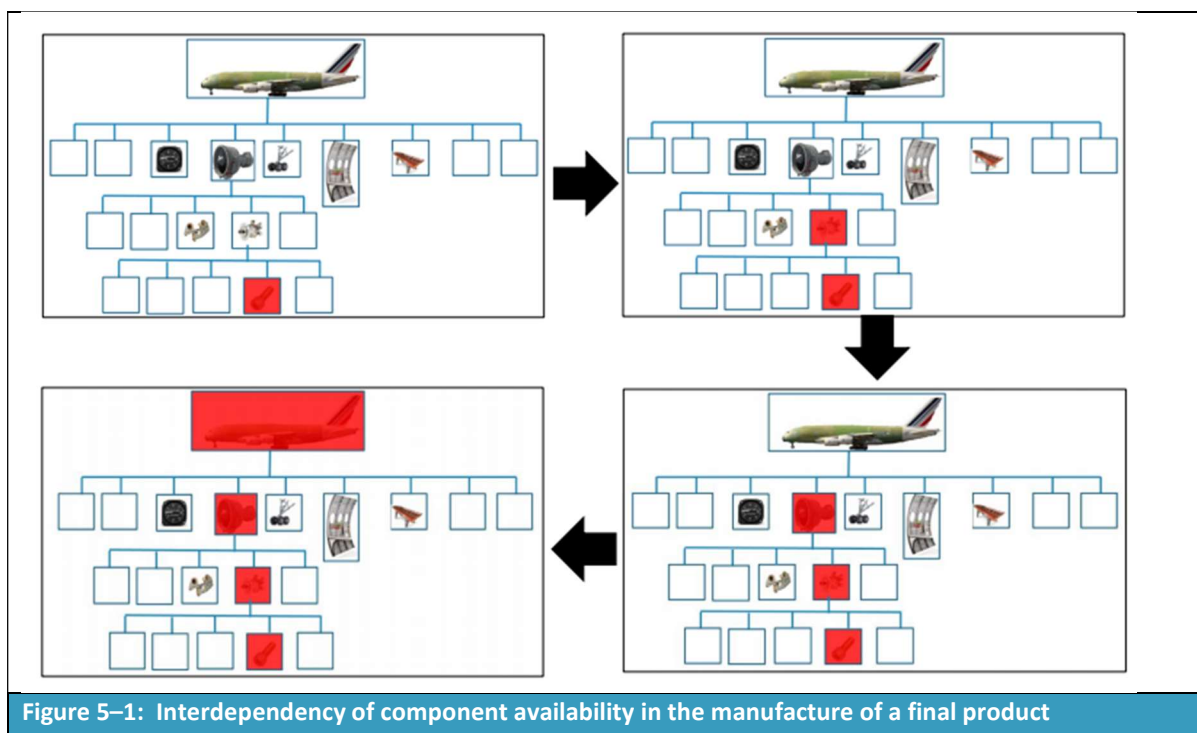 Figure 5–1: Interdependency of component availability in the manufacture of a final product